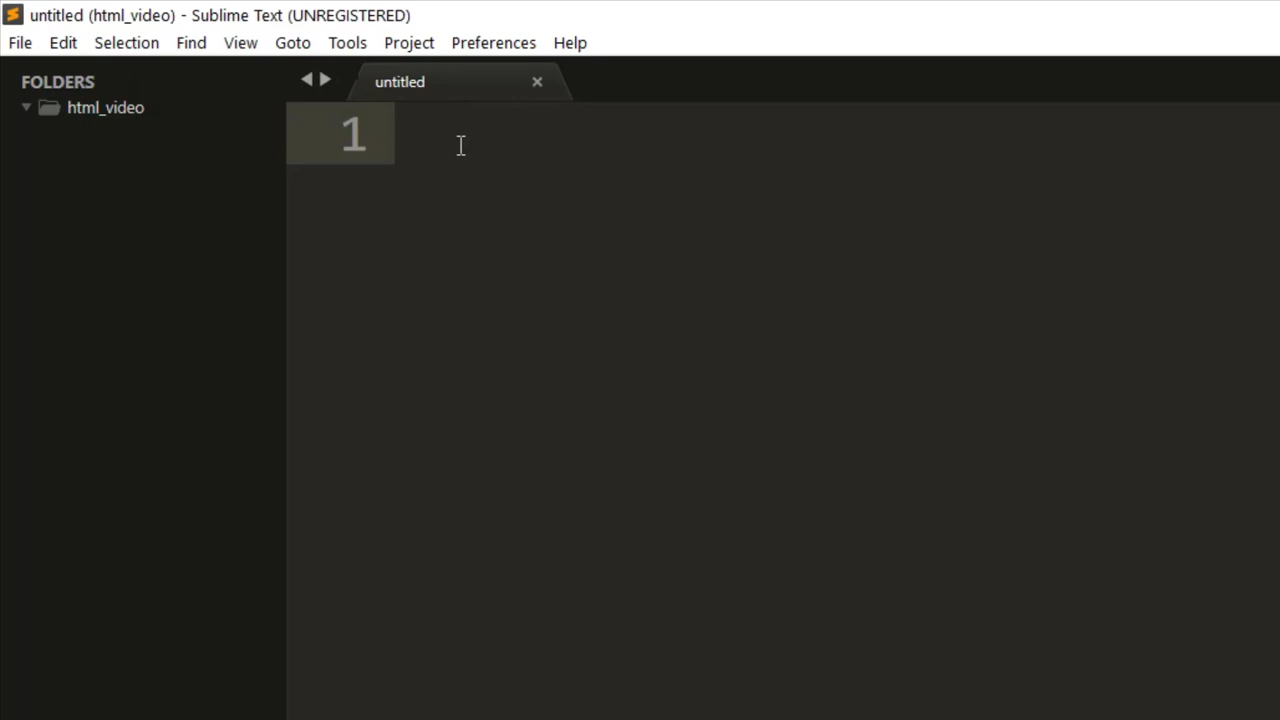 untitled (html_video) - Sublime Text (UNREGISTERED)
File Edit Selection Find View Goto Tools Project Preferences Help
FOLDERS
html_video
untitled
1